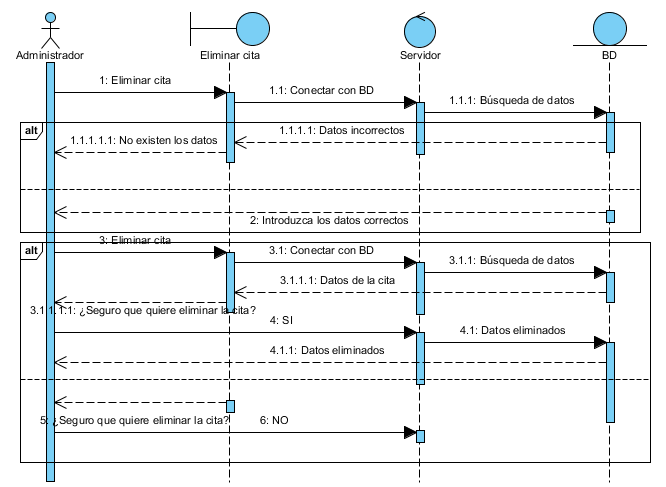 Administrador
Eliminar cita
Servidor
BD
1: Eliminar cita
1.1: Conectar con BD
1.1.1: Búsqueda de datos
alt
1.1.1.1: Datos incorrectos
1.1.1.1.1: No existen los datos
2: Introduzca los datos correctos
alt
3: Eliminar cita
3.1: Conectar con BD
3.1.1: Búsqueda de datos
3.1.1.1: Datos de la cita
3.1.1.1.1: ¿Seguro que quiere eliminar la cita?
4: SI
4.1: Datos eliminados
4.1.1: Datos eliminados
5: ¿Seguro que quiere eliminar la cita?
6: NO